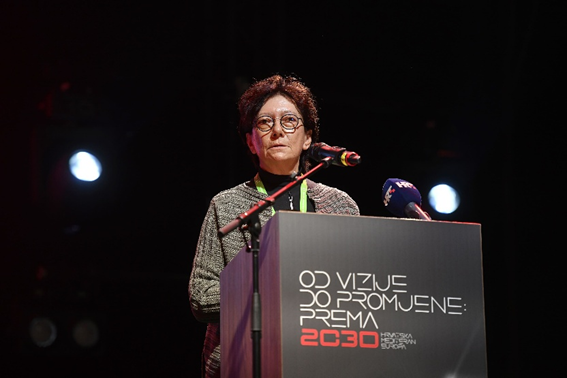 OD VIZIJE
DO PROMJENE:
PREMA
2030
HRVATSKA
MEDITERAN
EUROPA